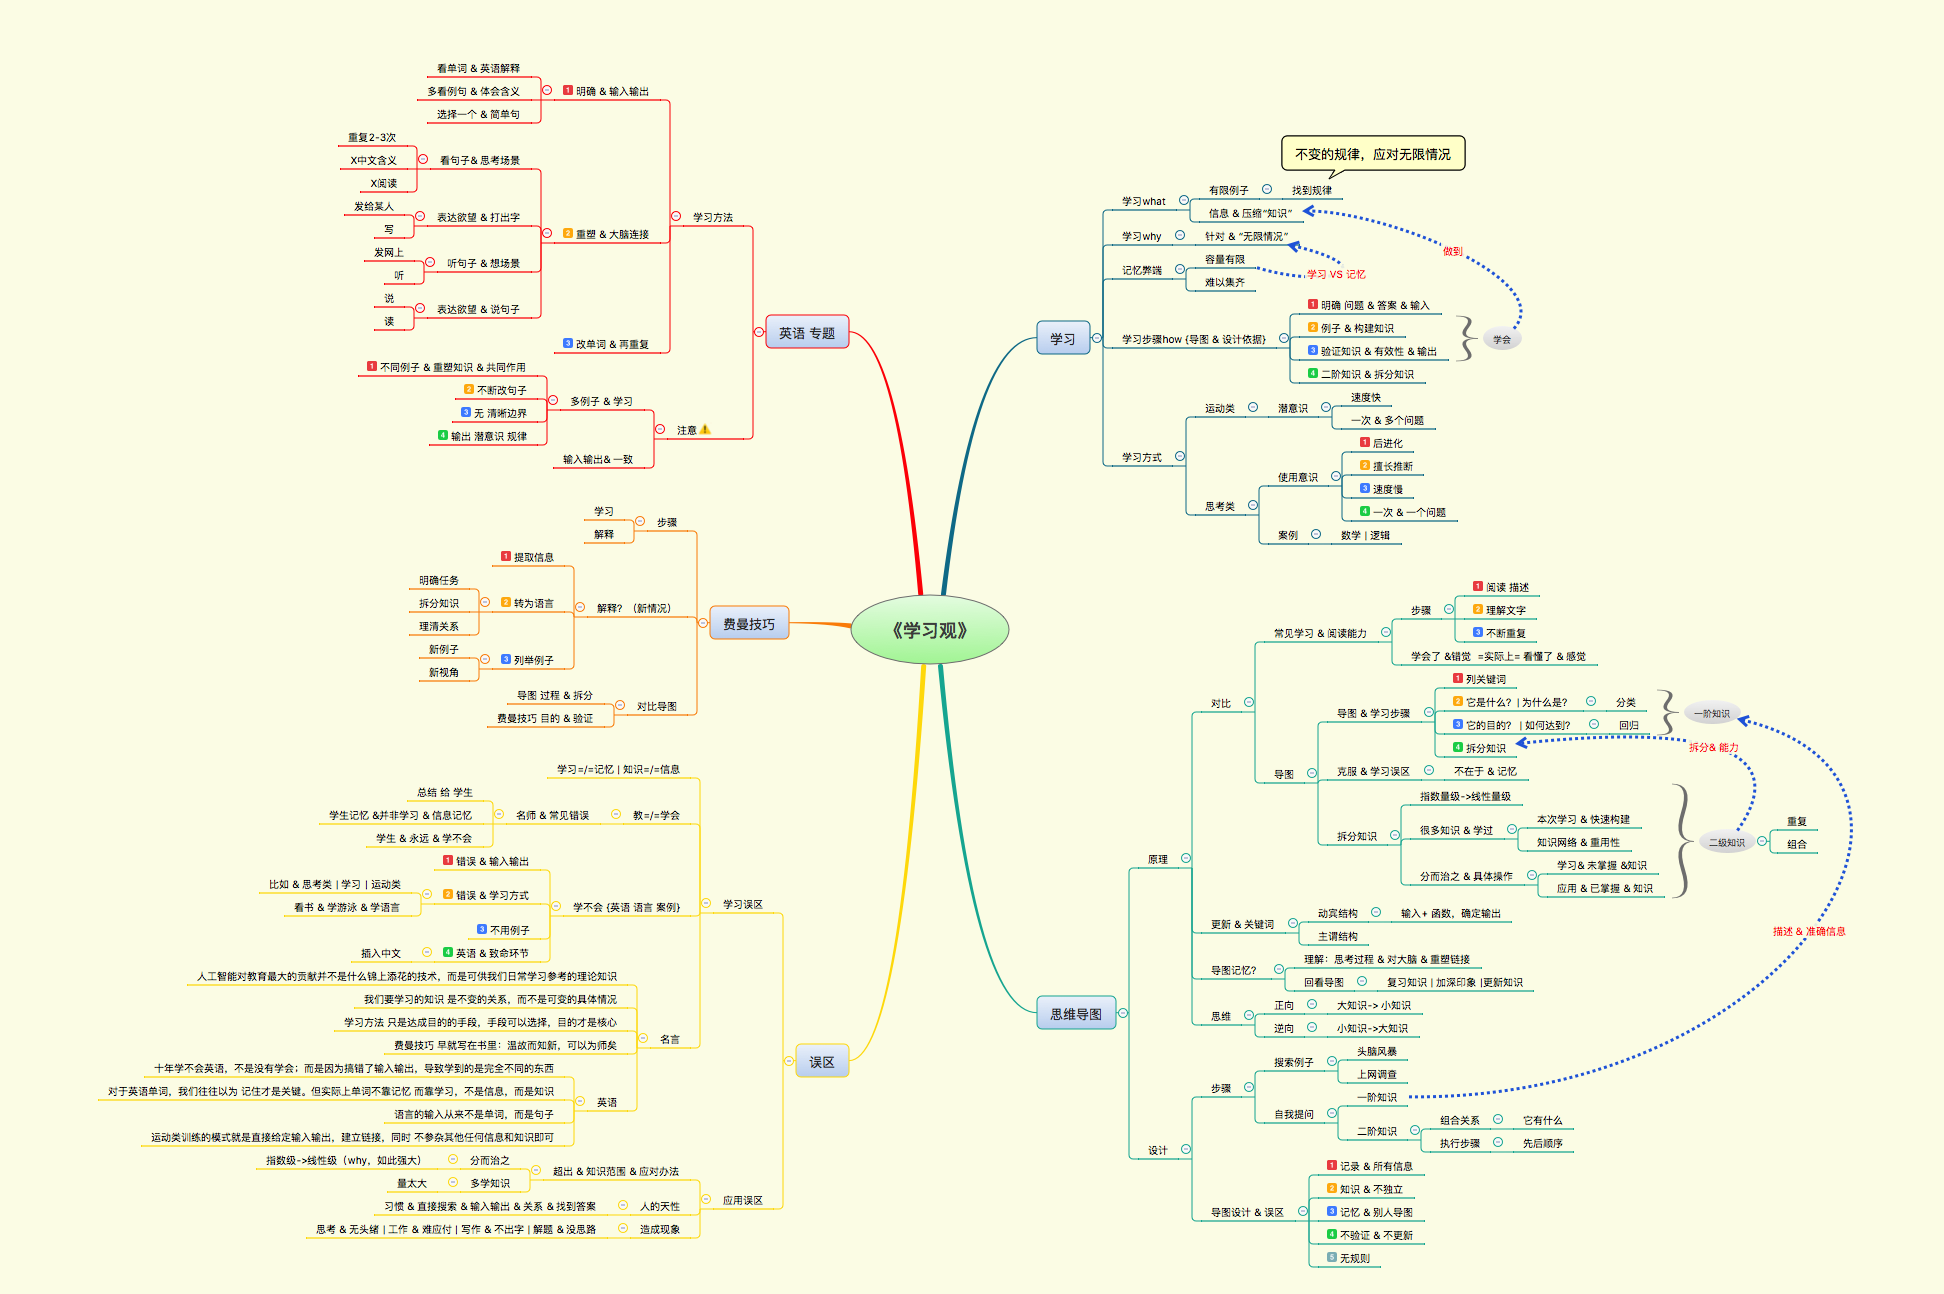 《学习观》
学习
不变的规律，应对无限情况
学习what
有限例子
找到规律
信息 & 压缩“知识”
学习why
针对 & “无限情况”
记忆弊端
容量有限
难以集齐
学习 VS 记忆
做到
学习步骤how {导图 & 设计依据}
1 明确 问题 & 答案 & 输入
2 例子 & 构建知识
3 验证知识 & 有效性 & 输出
4 二阶知识 & 拆分知识
学会
学习方式
运动类
潜意识
速度快
一次 & 多个问题
思考类
使用意识
1 后进化
2 擅长推断
3 速度慢
4 一次 & 一个问题
案例
数学 | 逻辑
思维导图
原理
对比
常见学习 & 阅读能力
步骤
1 阅读 描述
2 理解文字
3 不断重复
学会了 &错觉 =实际上= 看懂了 & 感觉
导图
导图 & 学习步骤
1 列关键词
2 它是什么？ | 为什么是？
分类
3 它的目的？ | 如何达到？
回归
4 拆分知识
一阶知识
拆分& 能力
克服 & 学习误区
不在于 & 记忆
拆分知识
指数量级->线性量级
很多知识 & 学过
本次学习 & 快速构建
知识网络 & 重用性
分而治之 & 具体操作
学习& 未掌握 &知识
应用 & 已掌握 & 知识
二级知识
重复
组合
更新 & 关键词
动宾结构
输入+ 函数，确定输出
主谓结构
描述 & 准确信息
导图记忆？
理解：思考过程 & 对大脑 & 重塑链接
回看导图
复习知识 | 加深印象 |更新知识
思维
正向
大知识-> 小知识
逆向
小知识->大知识
设计
步骤
搜索例子
头脑风暴
上网调查
自我提问
一阶知识
二阶知识
组合关系
它有什么
执行步骤
先后顺序
导图设计 & 误区
1 记录 & 所有信息
2 知识 & 不独立
3 记忆 & 别人导图
4 不验证 & 不更新
5 无规则
英语 专题
学习方法
1 明确 & 输入输出
看单词 & 英语解释
多看例句 & 体会含义
选择一个 & 简单句
2 重塑 & 大脑连接
看句子& 思考场景
重复2-3次
X中文含义
X阅读
表达欲望 & 打出字
发给某人
写
听句子 & 想场景
发网上
听
表达欲望 & 说句子
说
读
3 改单词 & 再重复
注意
多例子 & 学习
1 不同例子 & 重塑知识 & 共同作用
2 不断改句子
3 无 清晰边界
4 输出 潜意识 规律
输入输出& 一致
费曼技巧
步骤
学习
解释
解释？（新情况）
1 提取信息
2 转为语言
明确任务
拆分知识
理清关系
3 列举例子
新例子
新视角
对比导图
导图 过程 & 拆分
费曼技巧 目的 & 验证
误区
学习误区
学习=/=记忆 | 知识=/=信息
教=/=学会
名师 & 常见错误
总结 给 学生
学生记忆 &并非学习 & 信息记忆
学生 & 永远 & 学不会
学不会 {英语 语言 案例}
1 错误 & 输入输出
2 错误 & 学习方式
比如 & 思考类 | 学习 | 运动类
看书 & 学游泳 & 学语言
3 不用例子
4 英语 & 致命环节
插入中文
名言
人工智能对教育最大的贡献并不是什么锦上添花的技术，而是可供我们日常学习参考的理论知识
我们要学习的知识 是不变的关系，而不是可变的具体情况
学习方法 只是达成目的的手段，手段可以选择，目的才是核心
费曼技巧 早就写在书里：温故而知新，可以为师矣
英语
十年学不会英语，不是没有学会；而是因为搞错了输入输出，导致学到的是完全不同的东西
对于英语单词，我们往往以为 记住才是关键。但实际上单词不靠记忆 而靠学习，不是信息，而是知识
语言的输入从来不是单词，而是句子
运动类训练的模式就是直接给定输入输出，建立链接，同时 不参杂其他任何信息和知识即可
应用误区
超出 & 知识范围 & 应对办法
分而治之
指数级->线性级（why，如此强大）
多学知识
量太大
人的天性
习惯 & 直接搜索 & 输入输出 & 关系 & 找到答案
造成现象
思考 & 无头绪 | 工作 & 难应付 | 写作 & 不出字 | 解题 & 没思路